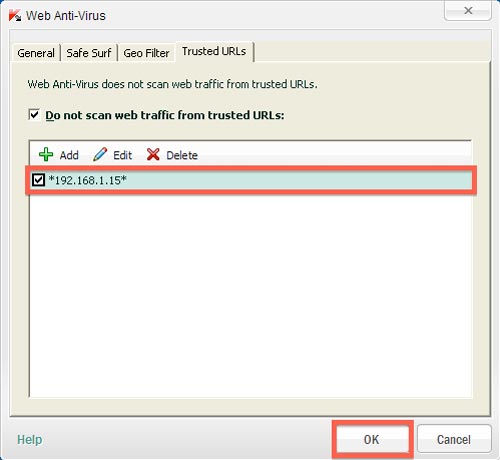 Web Anti-Virus
General Safe Surf Geo Filter Trusted URLs
Web Anti-Virus does not scan web traffic from trusted URLs.
Do not scan web traffic from trusted URLs:
Add Edit Delete
*192.168.1.15*
Help OK Cancel